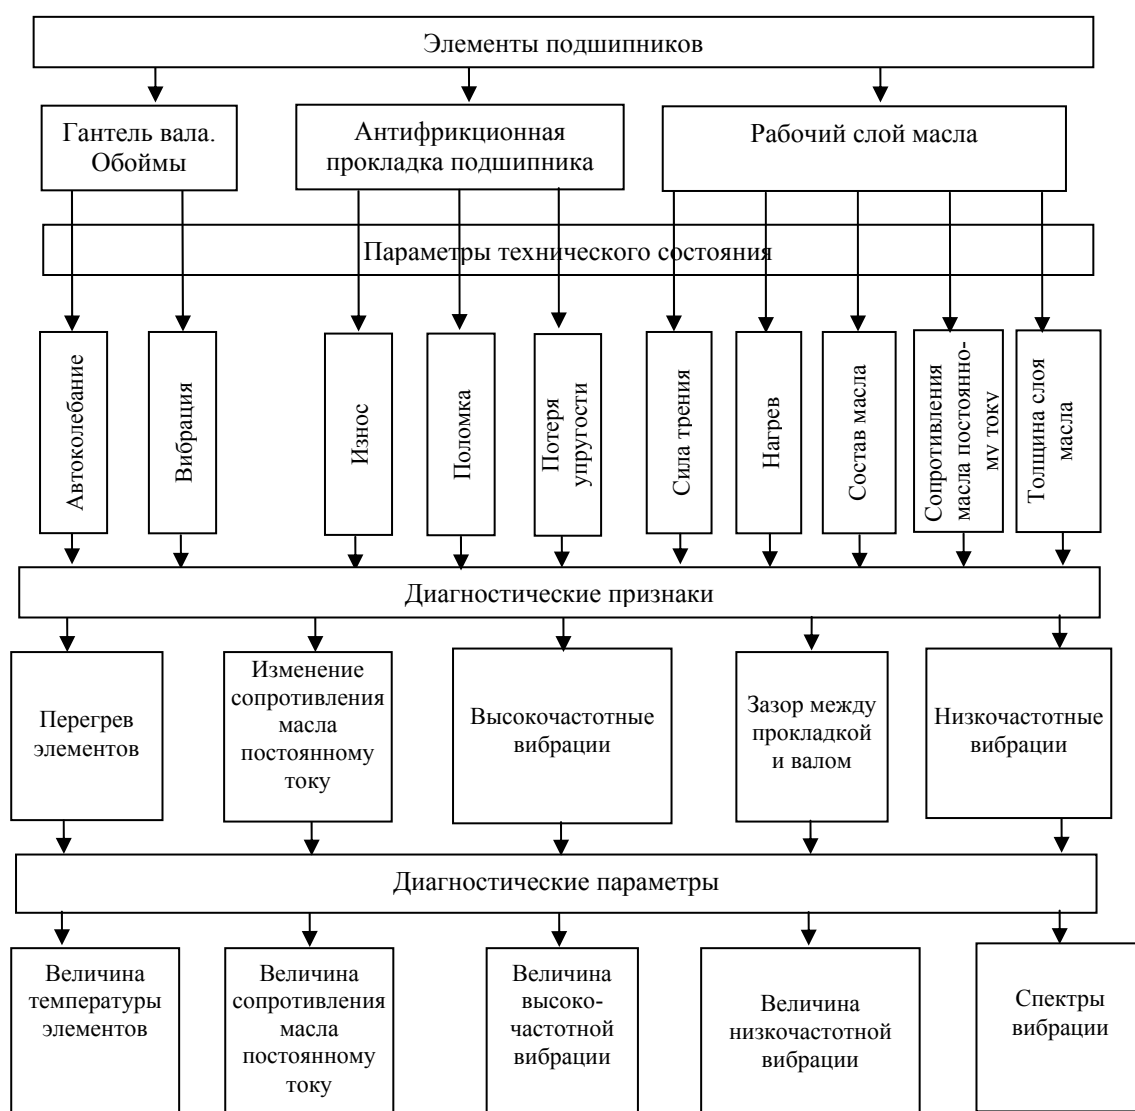 Элементы подшипников
Гантель вала.
Обоймы
Антифрикционная
прокладка подшипника
Рабочий слой масла
Параметры технического состояния
Автоколебание
Вибрация
Износ
Поломка
Потеря
упругости
Сила трения
Нагрев
Состав масла
Сопротивления
масла постоянно-
му току
Толщина слоя
масла
Диагностические признаки
Перегрев
элементов
Изменение
сопротивления
масла
постоянному
току
Высокочастотные
вибрации
Зазор между
прокладкой
и валом
Низкочастотные
вибрации
Диагностические параметры
Величина
температуры
элементов
Величина
сопротивления
масла
постоянному
току
Величина
высоко-
частотной
вибрации
Величина
низкочастотной
вибрации
Спектры
вибрации